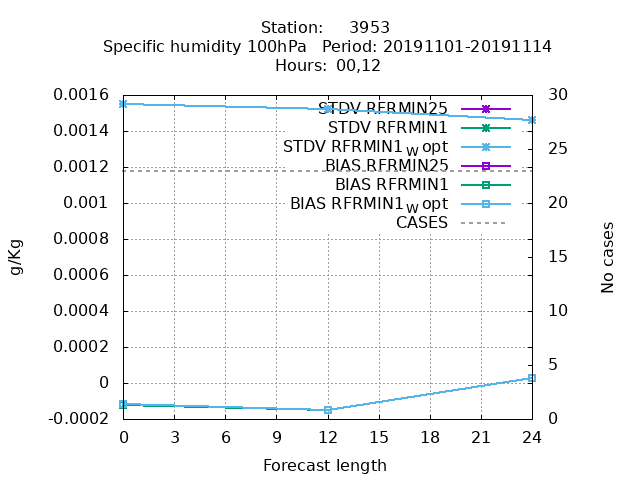 Station: 3953
Specific humidity 100hPa Period: 20191101-20191114
Hours: 00,12
0.0016
0.0014
0.0012
0.001
0.0008
0.0006
0.0004
0.0002
0
-0.0002
g/Kg
STDV RFRMIN25
STDV RFRMIN1
STDV RFRMIN1_w opt
BIAS RFRMIN25
BIAS RFRMIN1
BIAS RFRMIN1_w opt
CASES
30
25
20
15
10
5
0
No cases
0 3 6 9 12 15 18 21 24
Forecast length